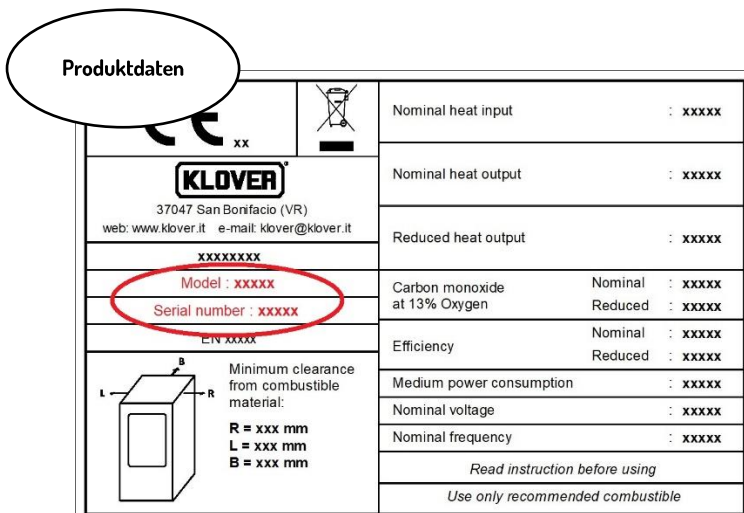 Produktdaten
CE xx
KLOVER
37047 San Bonifacio (VR)
web: www.klover.it e-mail: klover@klover.it
xxxxxxxx
Model : xxxxx
Serial number : xxxxx
EN xxxxx
B
L
R
Minimum clearance
from combustible
material:
R = xxx mm
L = xxx mm
B = xxx mm
Nominal heat input : xxxxx
Nominal heat output : xxxxx
Reduced heat output : xxxxx
Carbon monoxide Nominal : xxxxx
at 13% Oxygen Reduced : xxxxx
Efficiency Nominal : xxxxx
Reduced : xxxxx
Medium power consumption : xxxxx
Nominal voltage : xxxxx
Nominal frequency : xxxxx
Read instruction before using
Use only recommended combustible